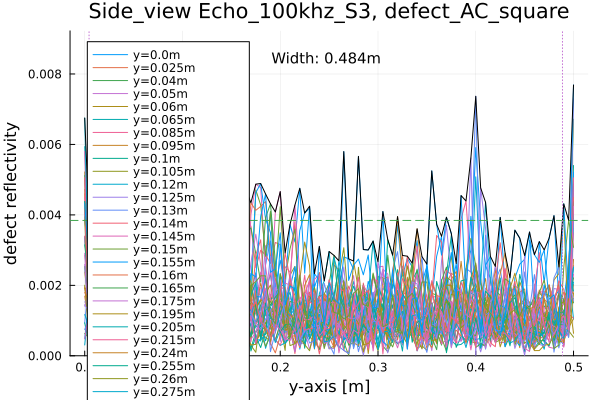 Side_view Echo_100khz_S3, defect_AC_square
Width: 0.484m
y=0.0m
y=0.025m
y=0.04m
y=0.05m
y=0.06m
y=0.065m
y=0.085m
y=0.095m
y=0.1m
y=0.105m
y=0.12m
y=0.125m
y=0.13m
y=0.14m
y=0.145m
y=0.15m
y=0.155m
y=0.16m
y=0.165m
y=0.175m
y=0.195m
y=0.205m
y=0.215m
y=0.24m
y=0.255m
y=0.26m
y=0.275m
defect reflectivity
0.008
0.006
0.004
0.002
0.000
0.2
0.3
0.4
0.5
y-axis [m]